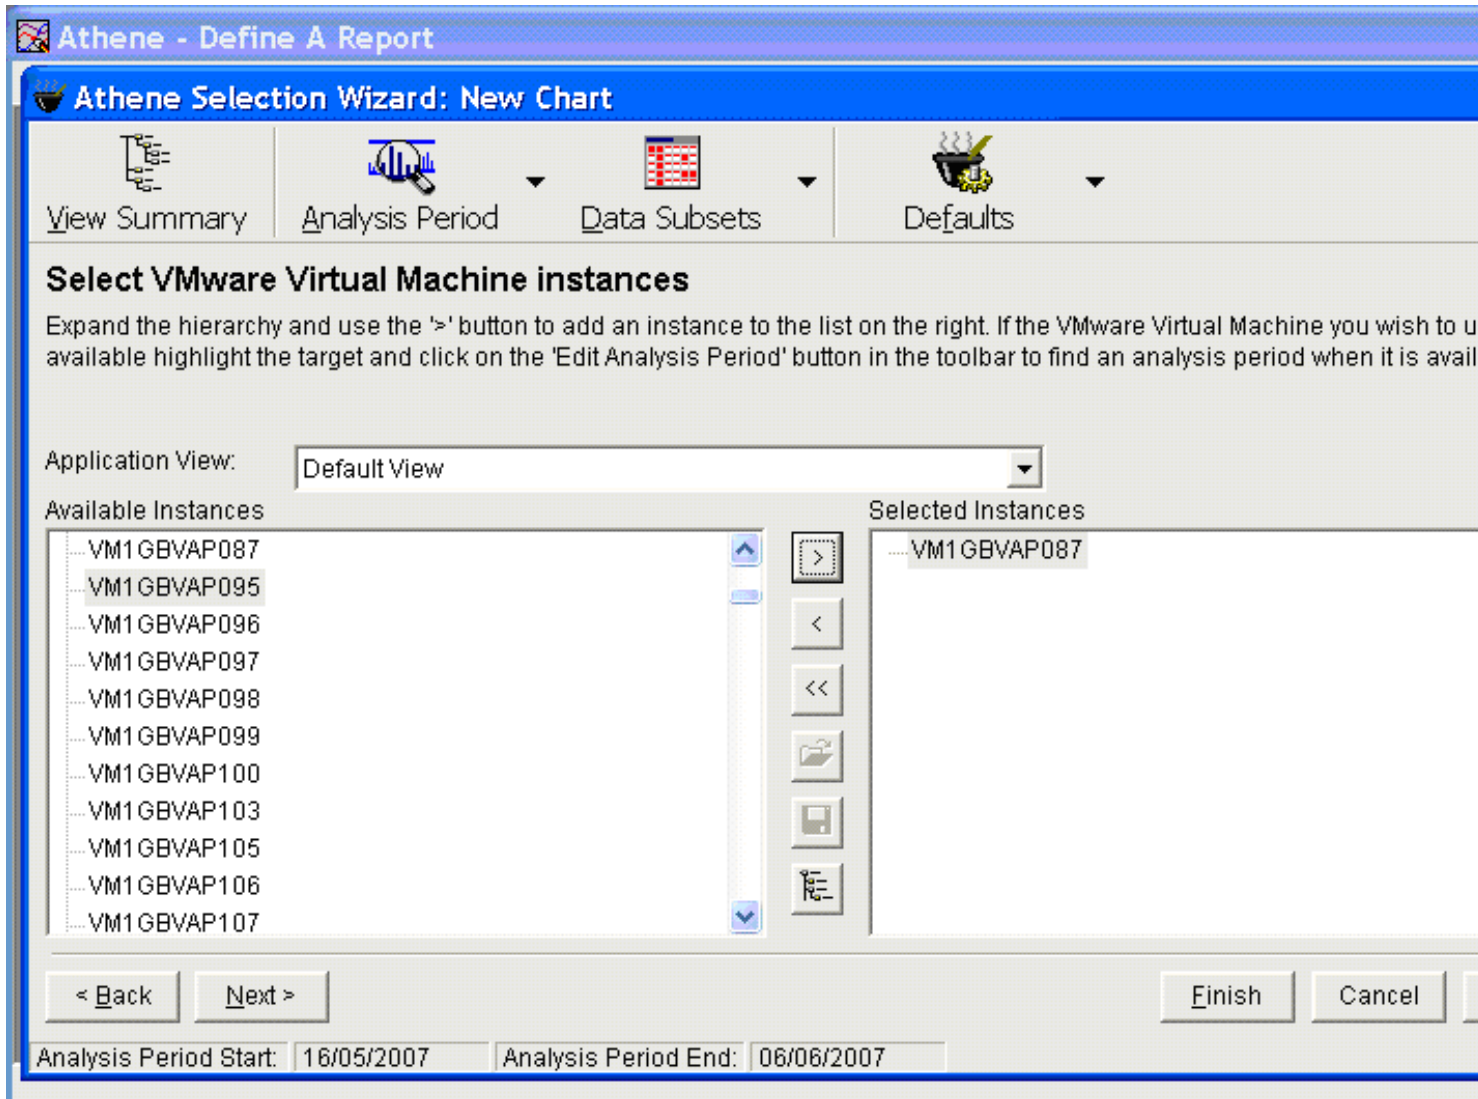 Athene - Define A Report
Athene Selection Wizard: New Chart
View Summary
Analysis Period
Data Subsets
Defaults
Select VMware Virtual Machine instances
Expand the hierarchy and use the '>' button to add an instance to the list on the right. If the VMware Virtual Machine you wish to u
available highlight the target and click on the 'Edit Analysis Period' button in the toolbar to find an analysis period when it is avail
Application View:
Default View
Available Instances
Selected Instances
VM1GBVAP087
VM1GBVAP095
VM1GBVAP096
VM1GBVAP097
VM1GBVAP098
VM1GBVAP099
VM1GBVAP100
VM1GBVAP103
VM1GBVAP105
VM1GBVAP106
VM1GBVAP107
>
<
<<
VM1GBVAP087
< Back
Next >
Finish
Cancel
Analysis Period Start: 16/05/2007 Analysis Period End: 06/06/2007